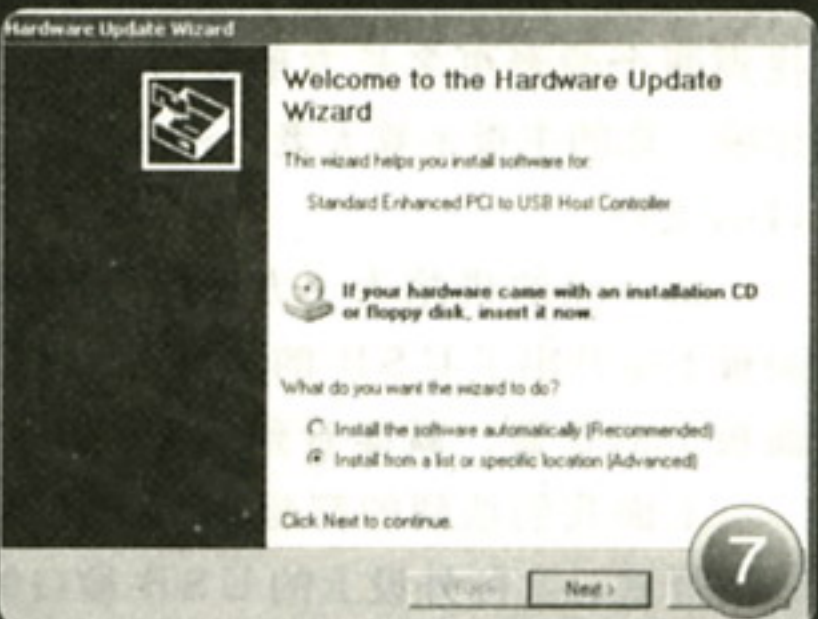 Hardware Update Wizard
Welcome to the Hardware Update
Wizard
This wizard helps you install software for:
Standard Enhanced PCI to USB Host Controller
If your hardware came with an installation CD
or floppy disk, insert it now.
What do you want the wizard to do?
Install the software automatically (Recommended)
Install from a list or specific location (Advanced)
Click Next to continue.
Next >
7